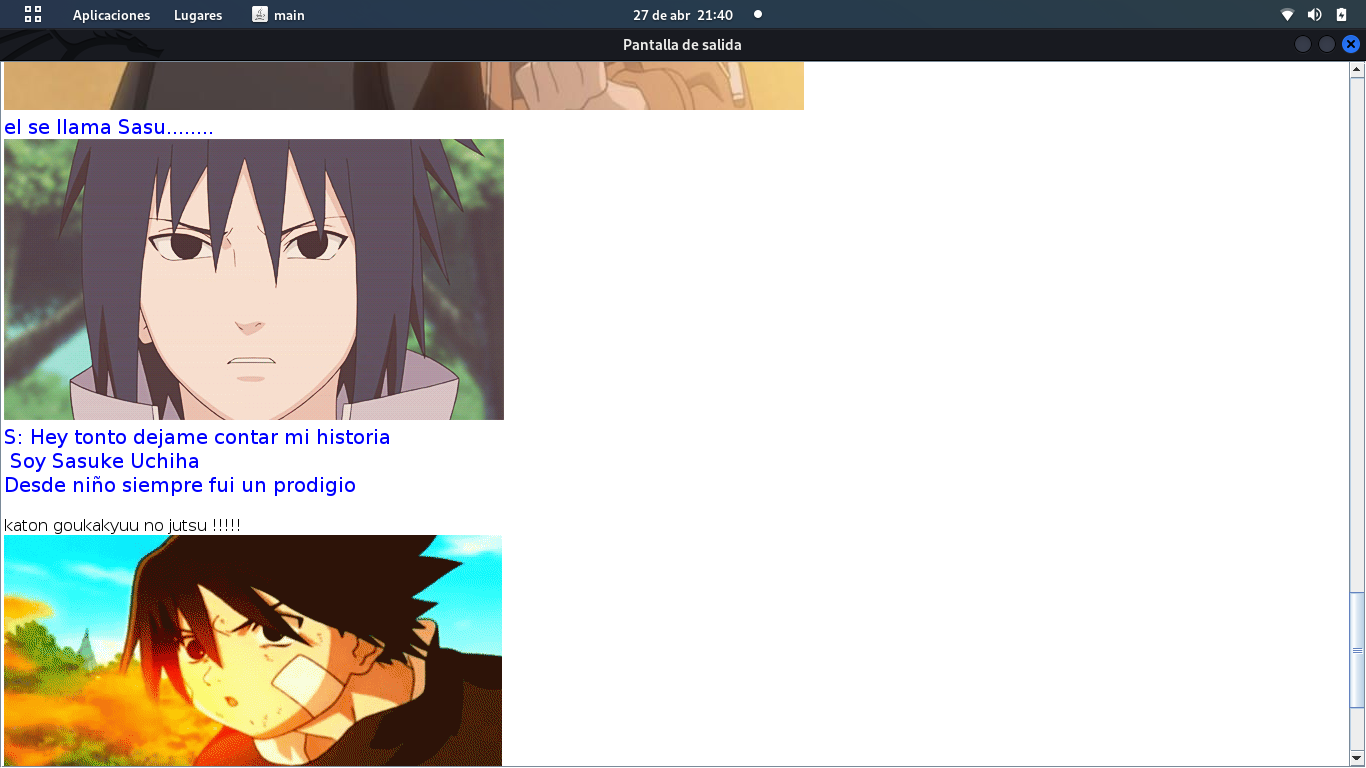 Aplicaciones Lugares main 27 de abr 21:40
Pantalla de salida
el se llama Sasu........
S: Hey tonto dejame contar mi historia
Soy Sasuke Uchiha
Desde niño siempre fui un prodigio
katon goukakyuu no jutsu !!!!!